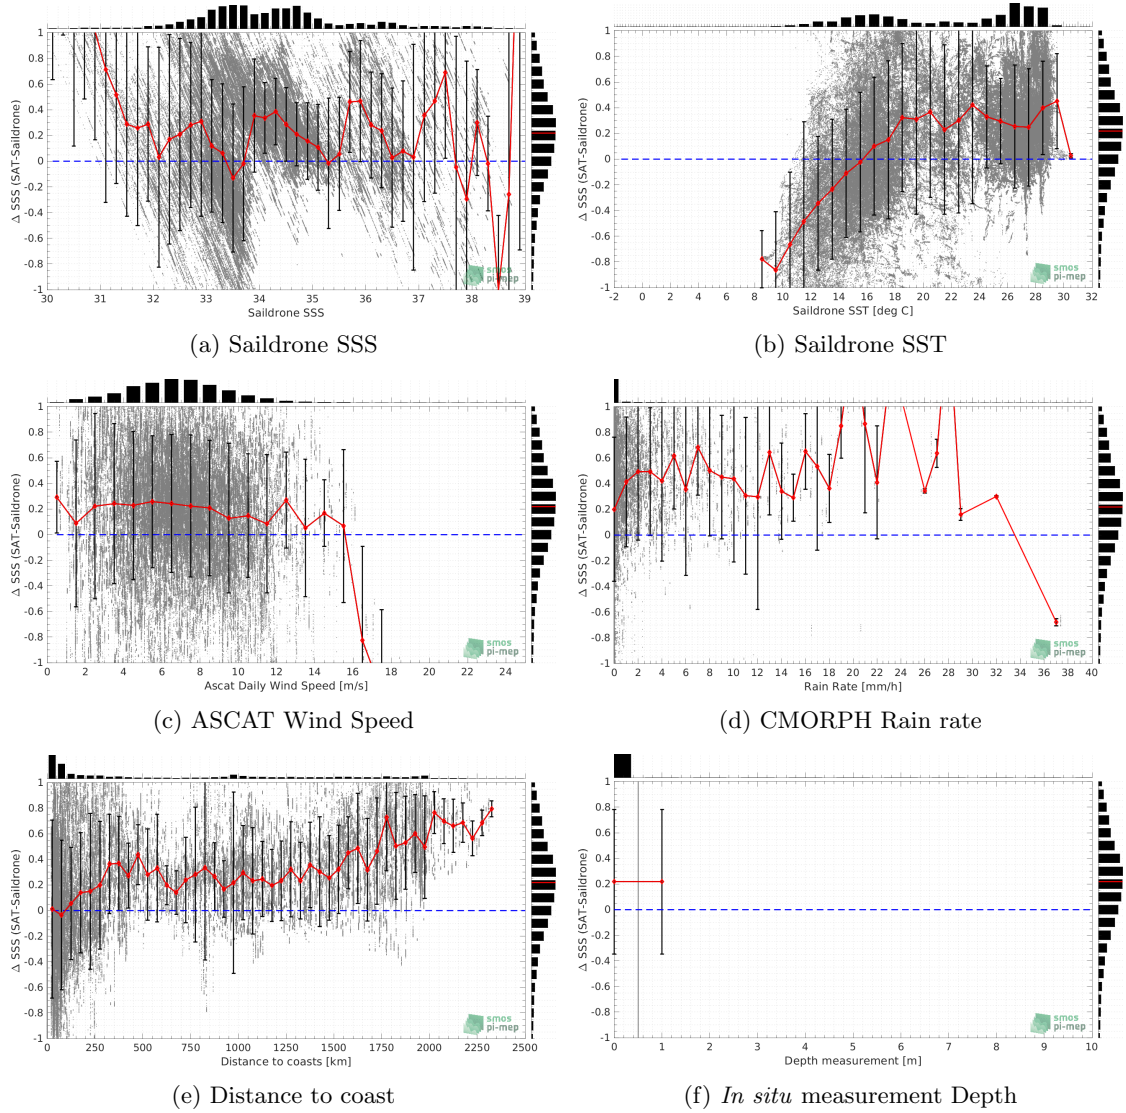 1
0.8
0.6
0.4
0.2
0
-0.2
-0.4
-0.6
-0.8
-1
Δ SSS (SAT-Saildrone)
30 31 32 33 34 35 36 37 38 39
Saildrone SSS
smos
pi-mep
(a) Saildrone SSS
1
0.8
0.6
0.4
0.2
0
-0.2
-0.4
-0.6
-0.8
-1
Δ SSS (SAT-Saildrone)
-2 0 2 4 6 8 10 12 14 16 18 20 22 24 26 28 30 32
Saildrone SST [deg C]
smos
pi-mep
(b) Saildrone SST
1
0.8
0.6
0.4
0.2
0
-0.2
-0.4
-0.6
-0.8
-1
Δ SSS (SAT-Saildrone)
0 2 4 6 8 10 12 14 16 18 20 22 24
Ascat Daily Wind Speed [m/s]
smos
pi-mep
(c) ASCAT Wind Speed
1
0.8
0.6
0.4
0.2
0
-0.2
-0.4
-0.6
-0.8
-1
Δ SSS (SAT-Saildrone)
0 2 4 6 8 10 12 14 16 18 20 22 24 26 28 30 32 34 36 38 40
Rain Rate [mm/h]
smos
pi-mep
(d) CMORPH Rain rate
1
0.8
0.6
0.4
0.2
0
-0.2
-0.4
-0.6
-0.8
-1
Δ SSS (SAT-Saildrone)
0 250 500 750 1000 1250 1500 1750 2000 2250 2500
Distance to coasts [km]
smos
pi-mep
(e) Distance to coast
1
0.8
0.6
0.4
0.2
0
-0.2
-0.4
-0.6
-0.8
-1
Δ SSS (SAT-Saildrone)
0 1 2 3 4 5 6 7 8 9 10
Depth measurement [m]
smos
pi-mep
(f) In situ measurement Depth